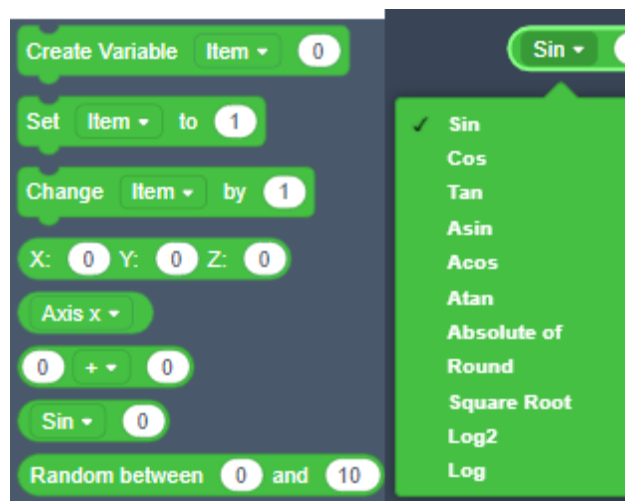 Create Variable Item 0
Set Item to 1
Change Item by 1
X: 0 Y: 0 Z: 0
Axis x
0 + 0
Sin 0
Random between 0 and 10
Sin
Sin
Cos
Tan
Asin
Acos
Atan
Absolute of
Round
Square Root
Log2
Log